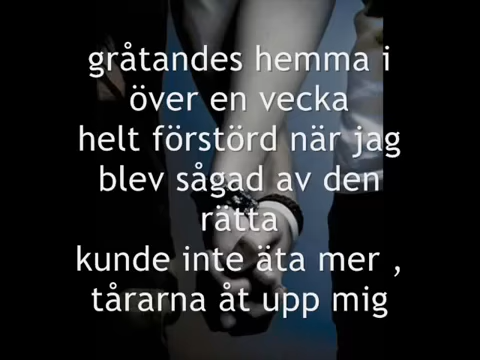 gråtandes hemma i
över en vecka
helt förstörd när jag
blev sågad av den
rätta
kunde inte äta mer ,
tårarna åt upp mig